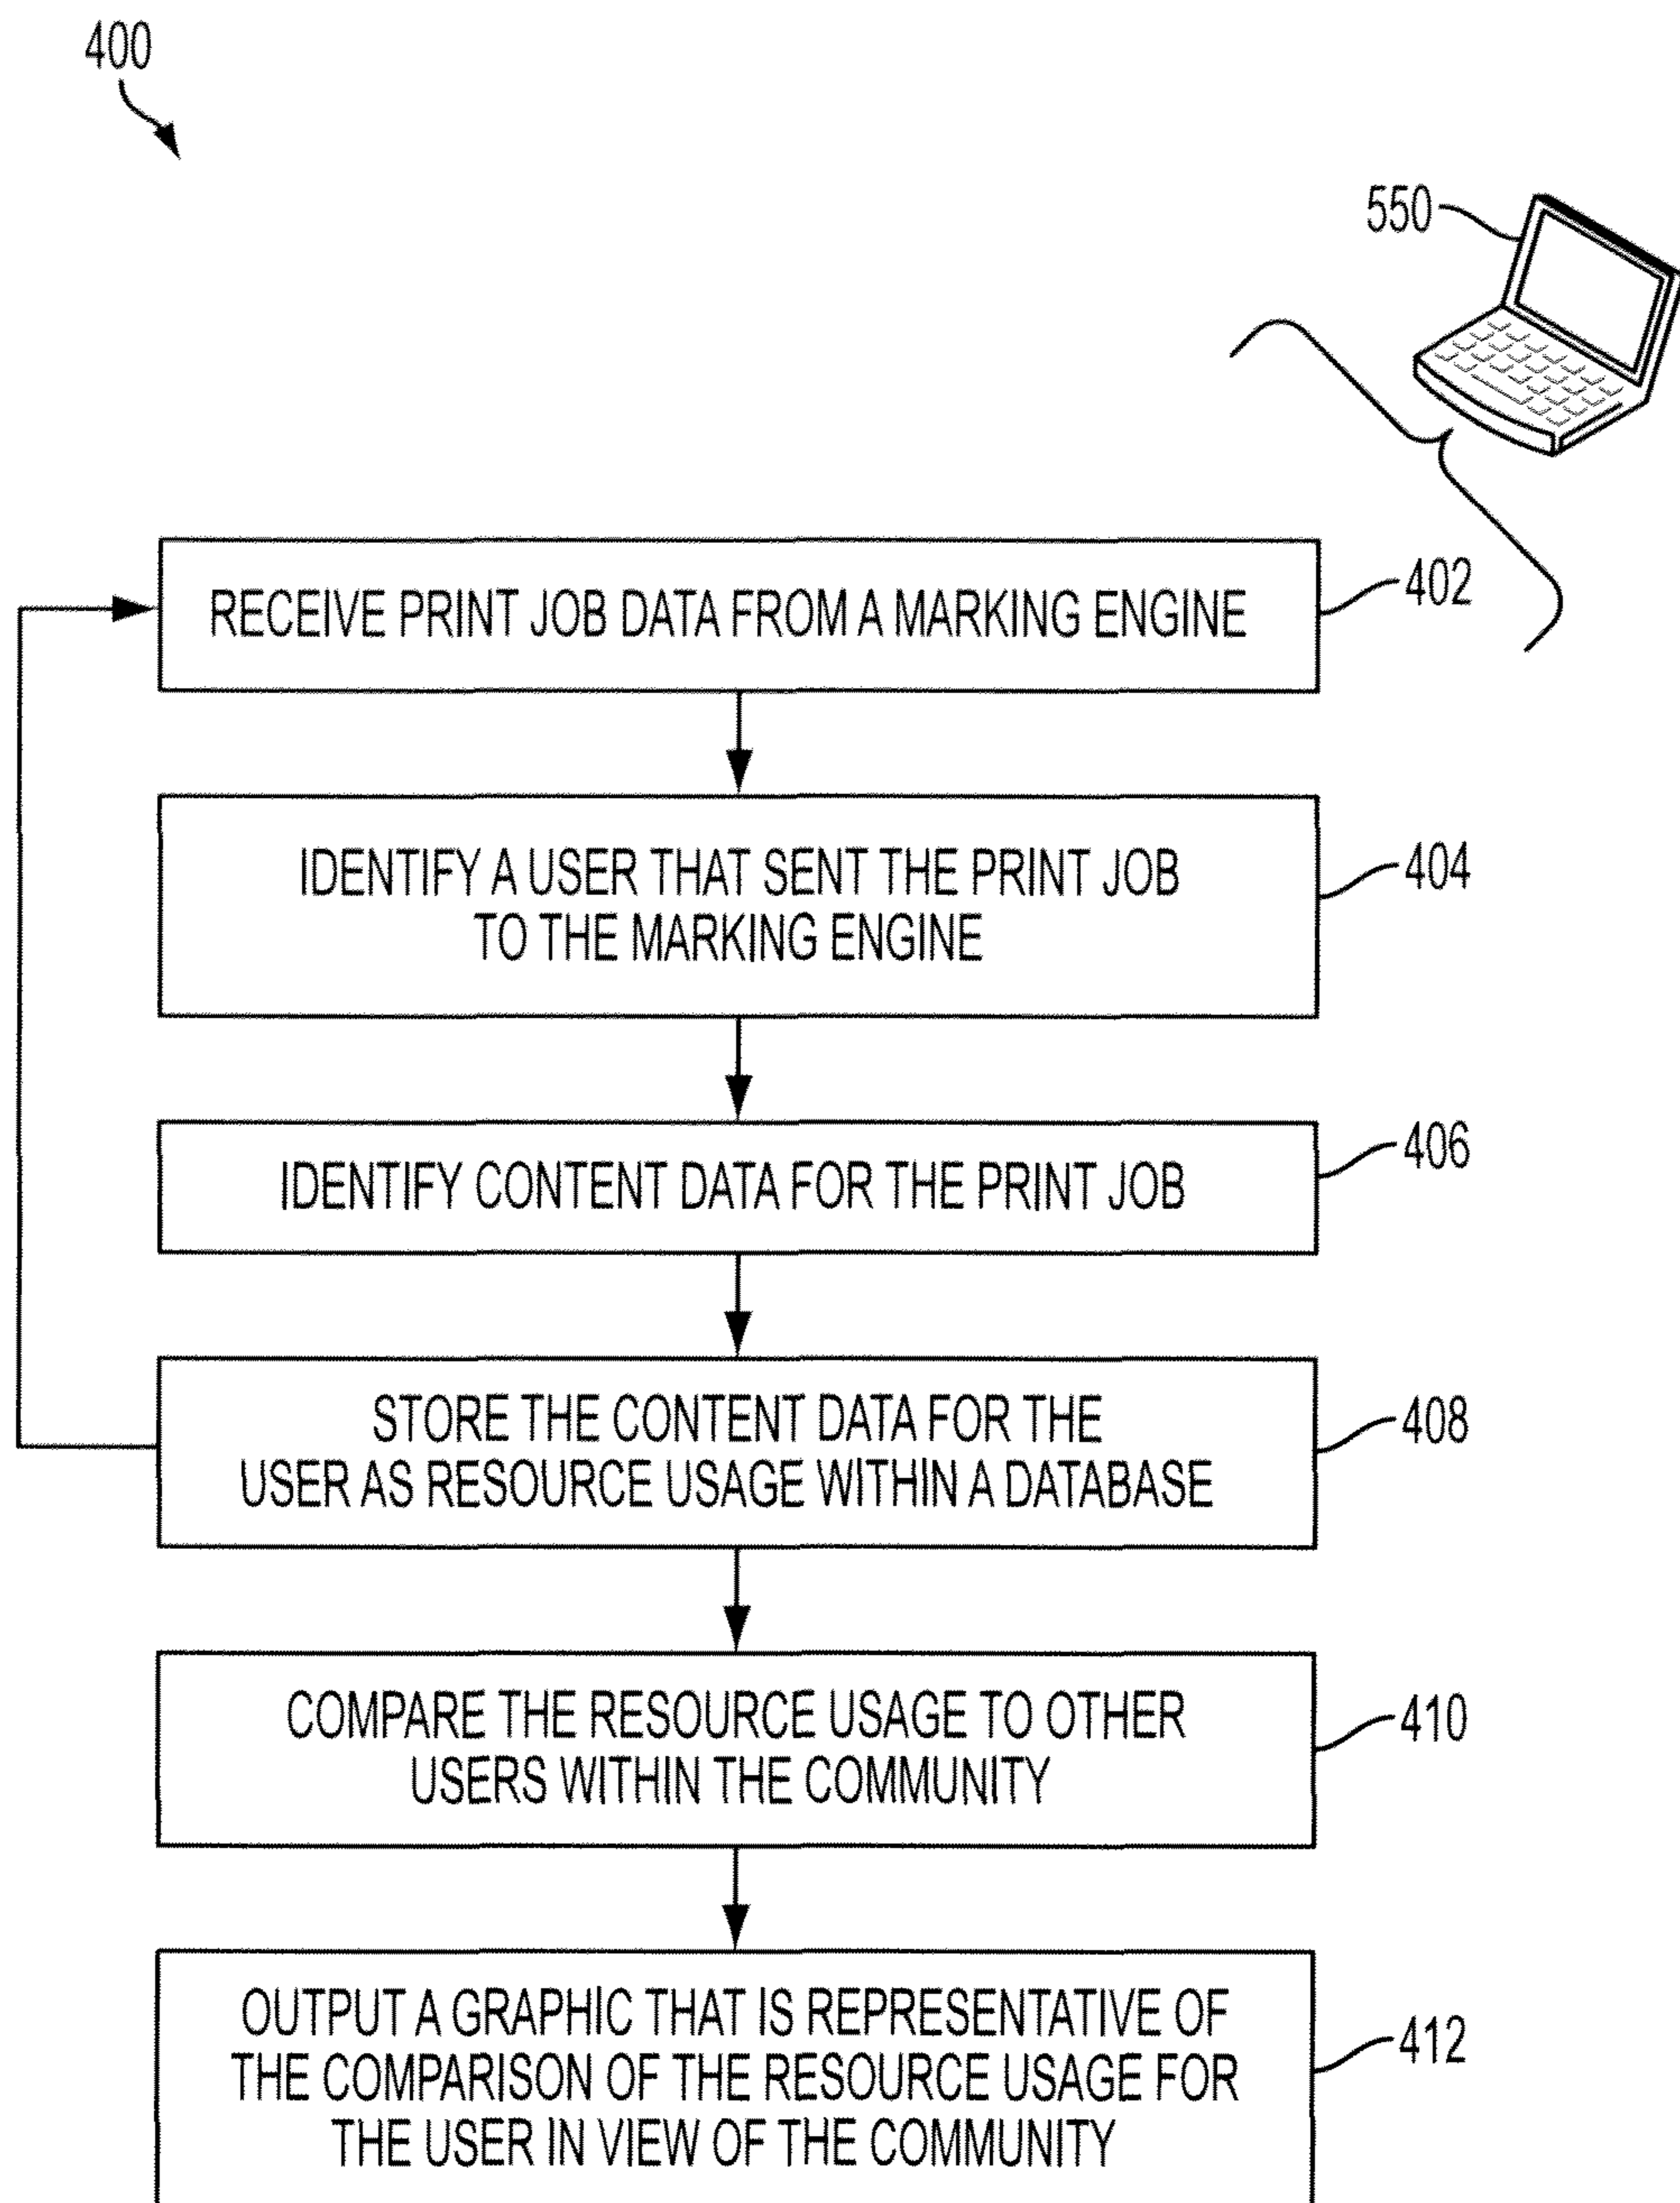 400
550
RECEIVE PRINT JOB DATA FROM A MARKING ENGINE
402
IDENTIFY A USER THAT SENT THE PRINT JOB
TO THE MARKING ENGINE
404
IDENTIFY CONTENT DATA FOR THE PRINT JOB
406
STORE THE CONTENT DATA FOR THE
USER AS RESOURCE USAGE WITHIN A DATABASE
408
COMPARE THE RESOURCE USAGE TO OTHER
USERS WITHIN THE COMMUNITY
410
OUTPUT A GRAPHIC THAT IS REPRESENTATIVE OF
THE COMPARISON OF THE RESOURCE USAGE FOR
THE USER IN VIEW OF THE COMMUNITY
412